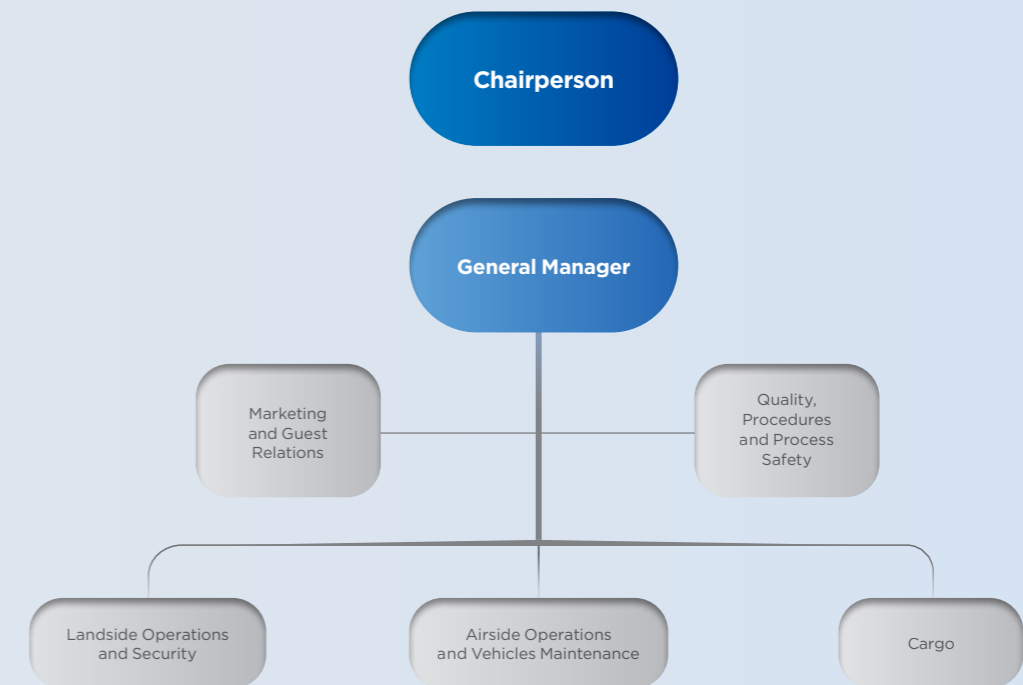 Chairperson
General Manager
Marketing
and Guest
Relations
Quality,
Procedures
and Process
Safety
Landside Operations
and Security
Airside Operations
and Vehicles Maintenance
Cargo